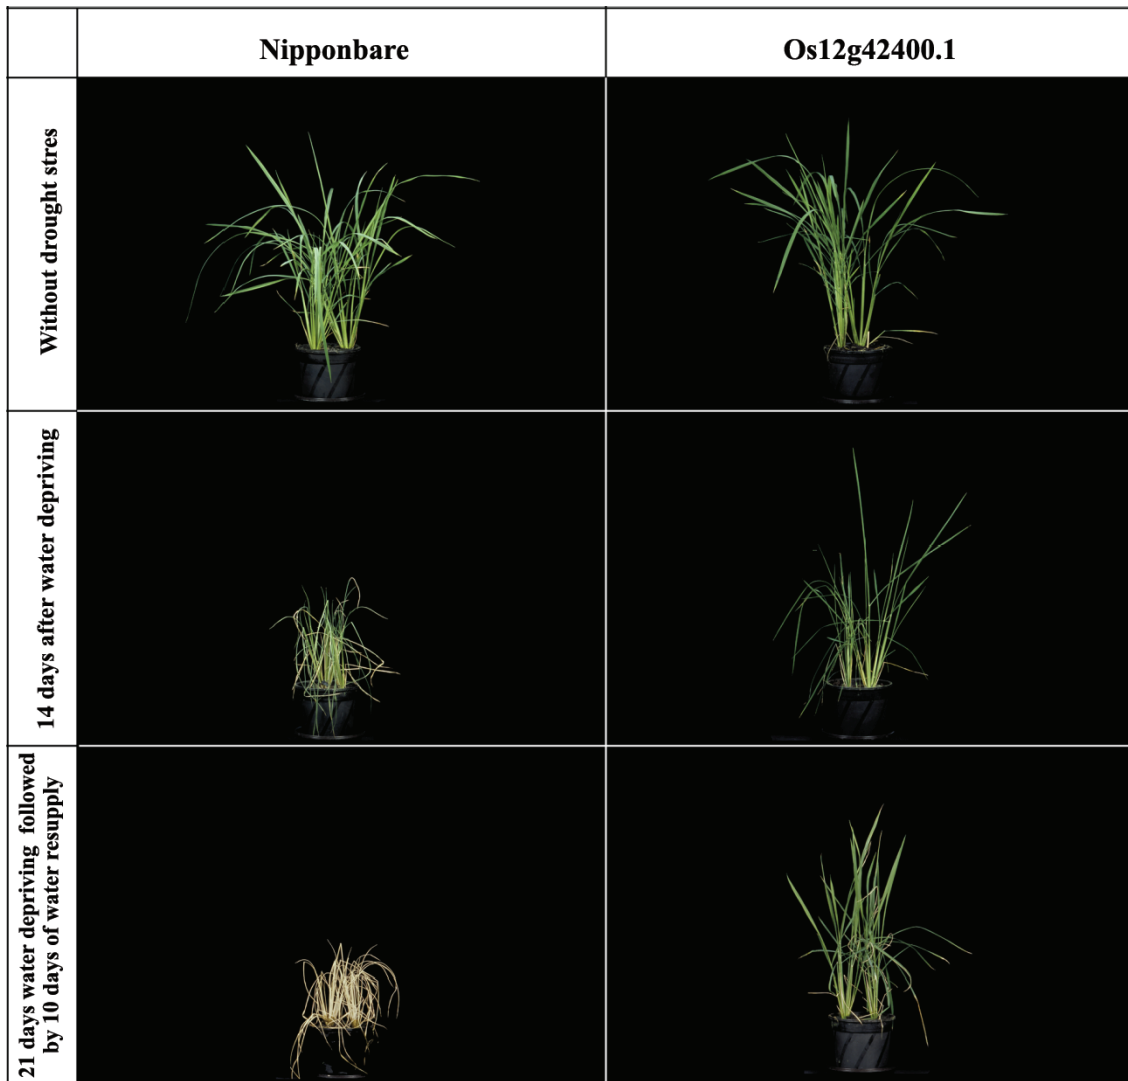 Nipponbare
Os12g42400.1
Without drought stres
14 days after water depriving
21 days water depriving followed
by 10 days of water resupply